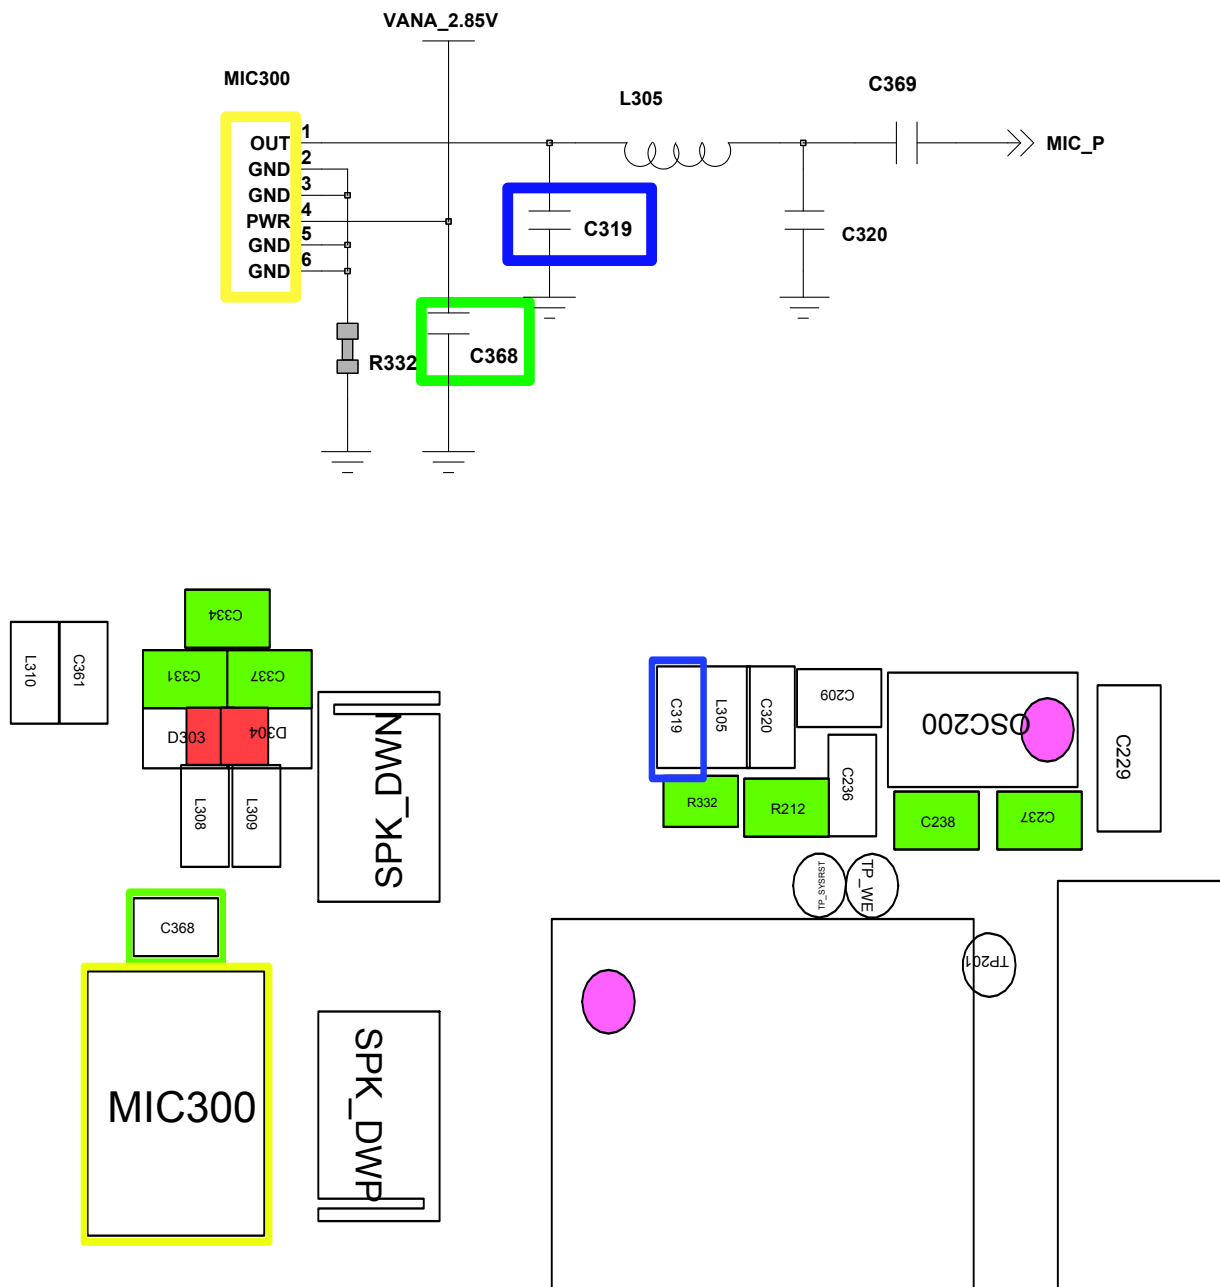 VANA_2.85V
MIC300
C369
L305
OUT 1
GND 2
GND 3
PWR 4
GND 5
GND 6
MIC_P
C319
C320
R332
C368
C334
C331
C337
L310
C361
D303
D304
L308
L309
SPK_DWN
C368
MIC300
SPK_DWP
C319
L305
C320
C209
OSC200
C229
R332
R212
C236
C238
C237
TP_SYSRST
TP_WE
TP201